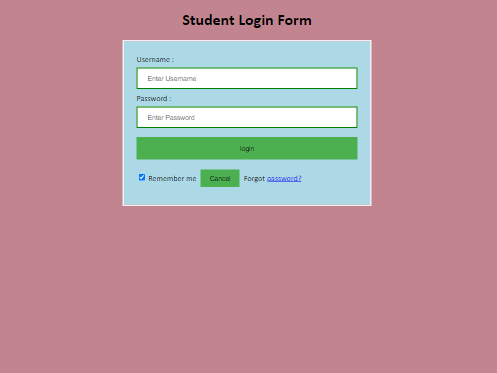 Student Login Form
Username :
Enter Username
Password :
Enter Password
login
Remember me Cancel Forgot password?